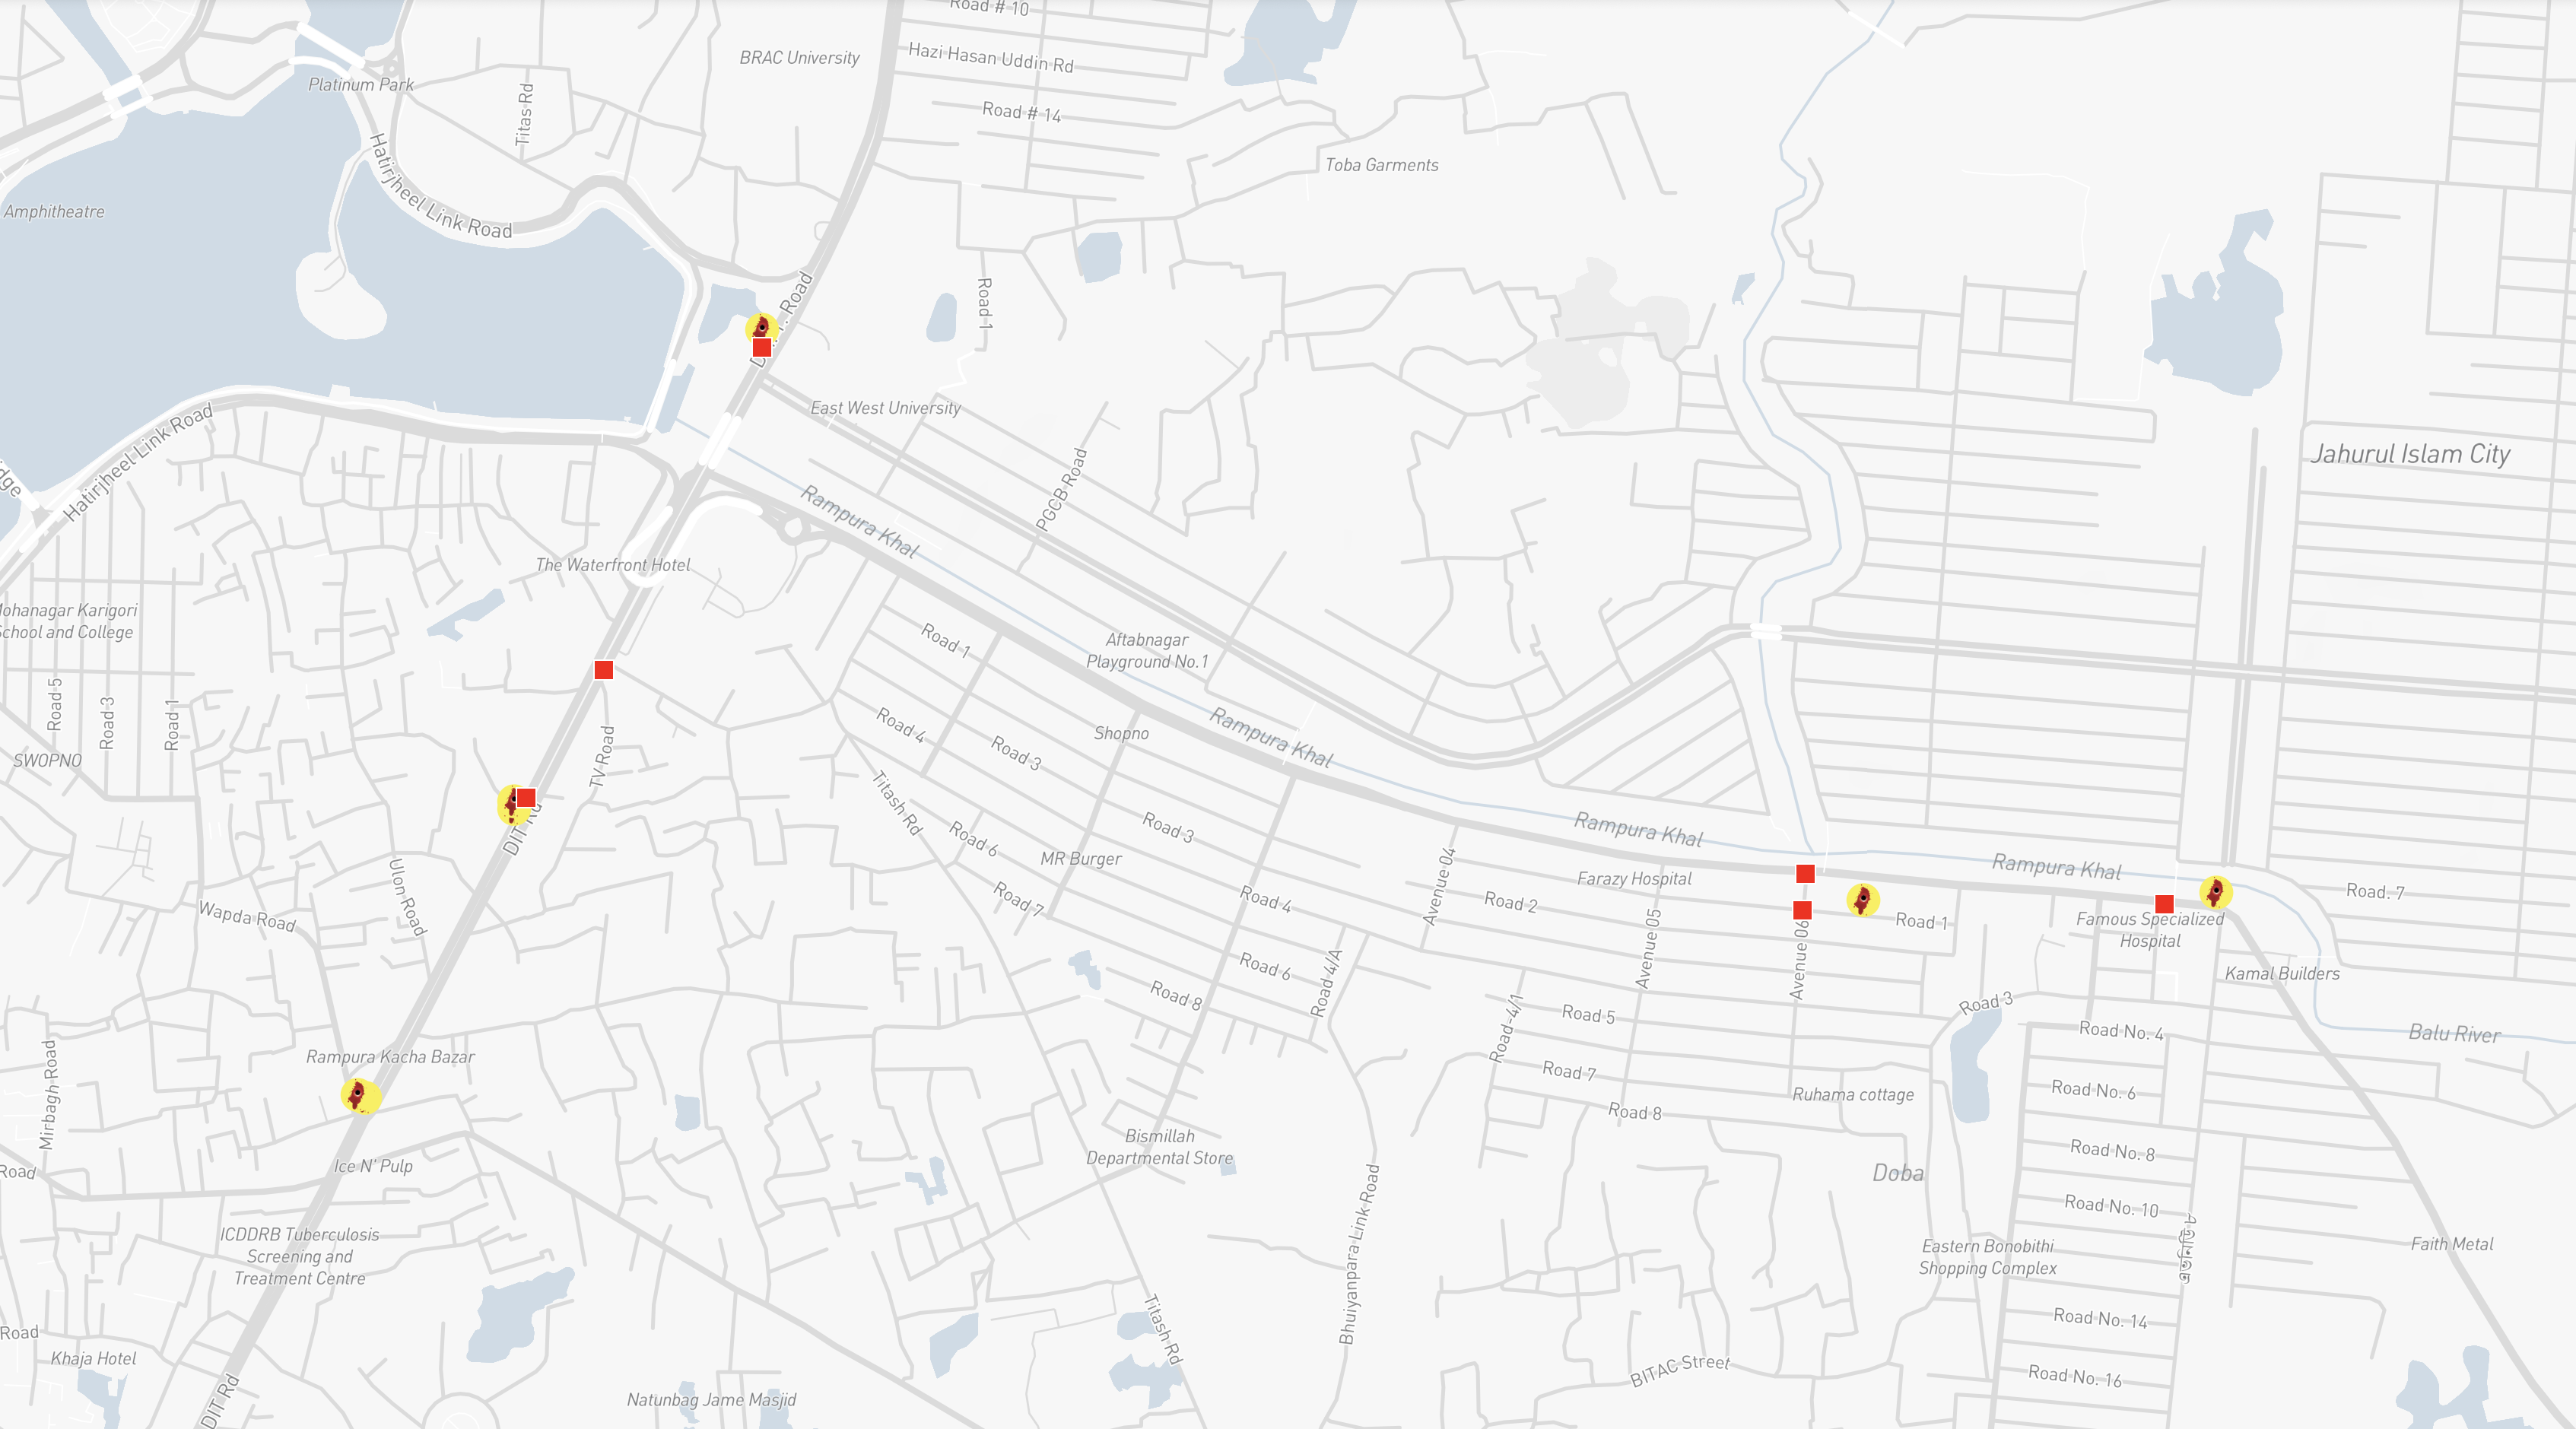 Road # 10
BRAC University
Hazi Hasan Uddin Rd
Platinum Park
Titas Rd
Road # 14
Hatirjheel Link Road
Toba Garments
Amphitheatre
Road 1
East West University
Hatirjheel Link Road
Jahurul Islam City
PGCB Road
Rampura Khal
The Waterfront Hotel
School and College
Road 1
Aftabnagar
Playground No.1
Road 5
Road 3
Road 1
Road 4
Shopno
Rampura Khal
Road 3
SWOPNO
TV Road
Titash Rd
DIT Rd
Road 6
Road 3
Rampura Khal
MR Burger
Rampura Khal
Farazy Hospital
Ulon Road
Wapda Road
Road 7
Road 4
Avenue 04
Road 2
Avenue 05
Road 1
Avenue 06
Famous Specialized
Hospital
Road. 7
Road 6
Road 4/A
Road 8
Kamal Builders
Road-4/1
Road 5
Road 3
Road No. 4
Balu River
Rampura Kacha Bazar
Mirbagh Road
Road 7
Road No. 6
Ruhama cottage
Road 8
Bismillah
Departmental Store
Road No. 8
Ice N' Pulp
Road
Doba
Road No. 10
ICDDRB Tuberculosis
Screening and
Treatment Centre
Bhuiyanpara Link Road
Eastern Bonobithi
Shopping Complex
Faith Metal
Titash Rd
Road No. 14
Road
Khaja Hotel
BITAC Street
Road No. 16
DIT Rd
Natunbag Jame Masjid